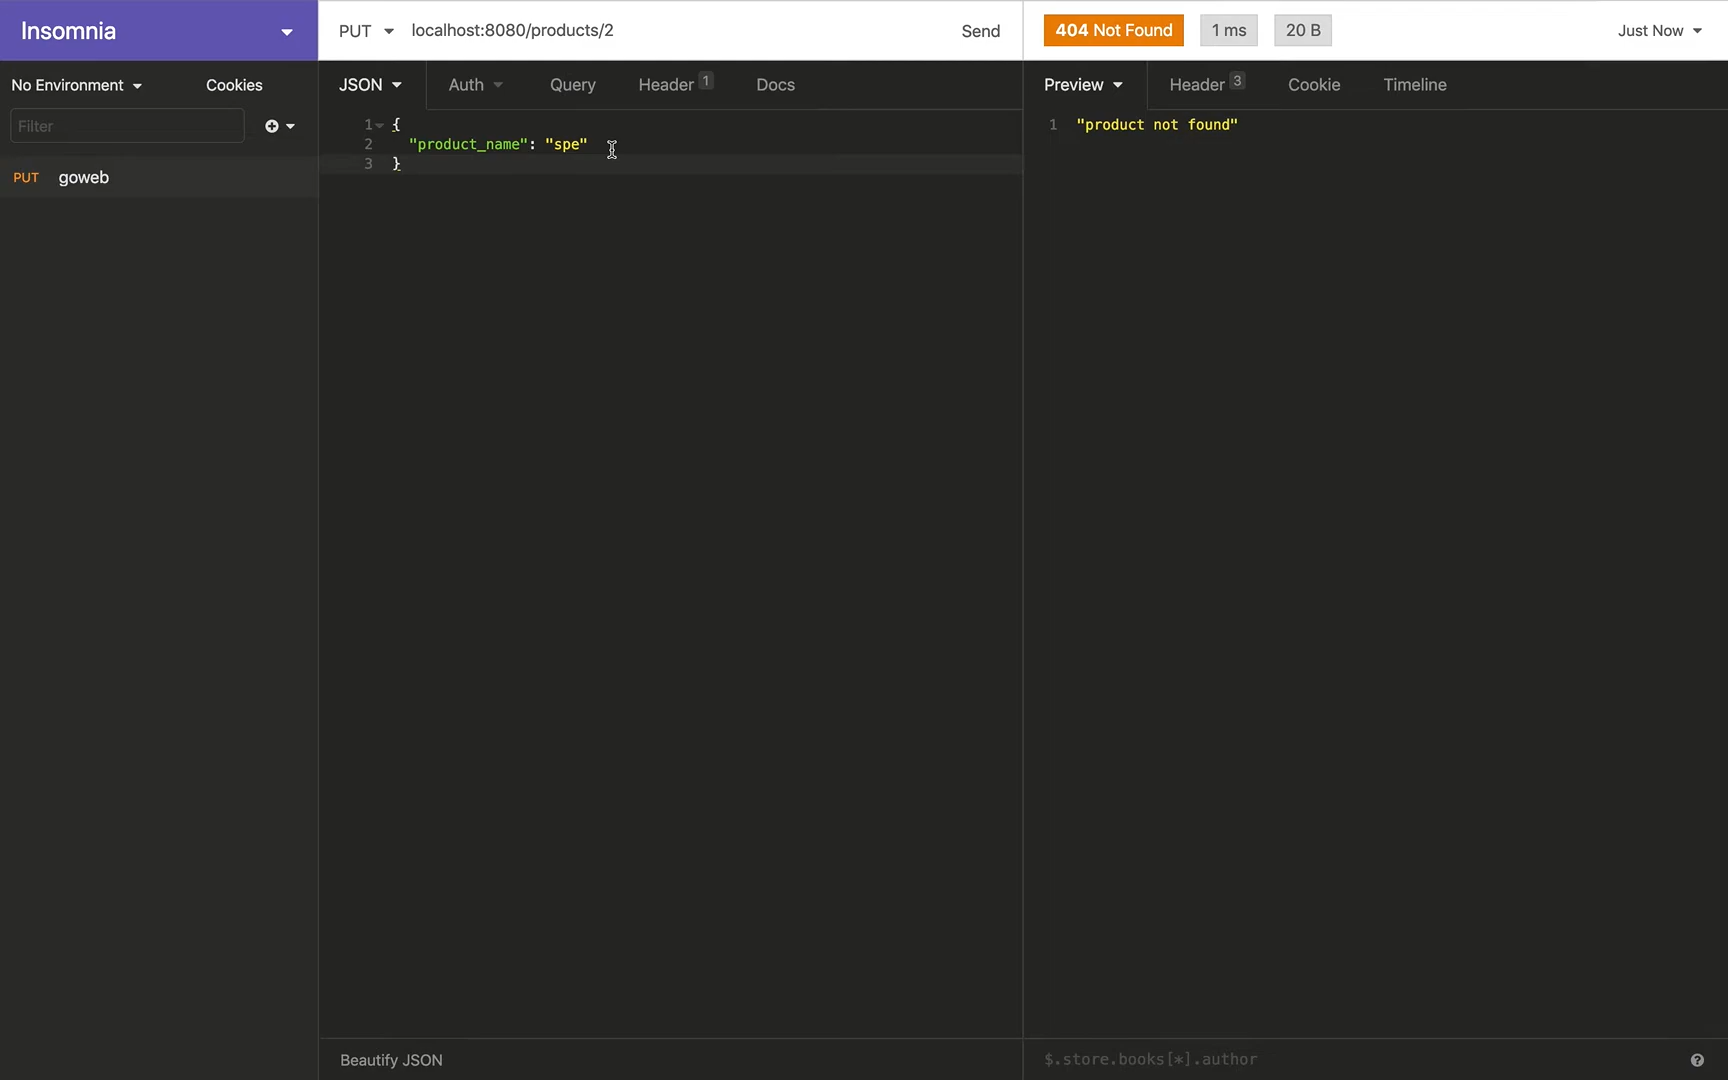 Insomnia
PUT localhost:8080/products/2 Send
404 Not Found 1 ms 20 B Just Now
No Environment Cookies
JSON Auth Query Header 1 Docs
Preview Header 3 Cookie Timeline
Filter
PUT goweb
1 {
2 "product_name": "spe"
3 }
1 "product not found"
Beautify JSON
$.store.books[*].author